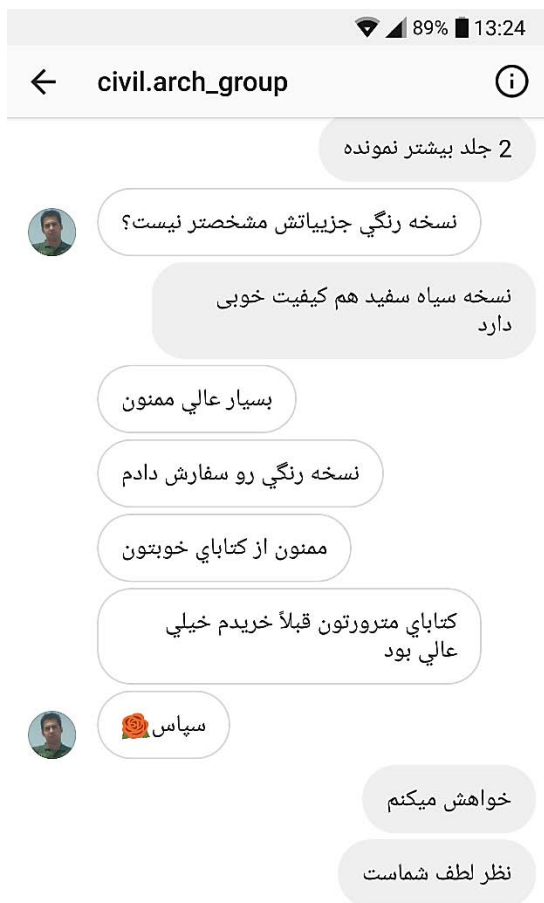 89% 13:24
civil.arch_group
2 جلد بیشتر نمونده
نسخه رنگي جزيياتش مشخصتر نيست؟
نسخه سیاه سفید هم کیفیت خوبی
دارد
بسيار عالي ممنون
نسخه رنگي رو سفارش دادم
ممنون از كتاباي خوبتون
كتاباي مترورتون قبلاً خريدم خيلي
عالي بود
سپاس🌹
خواهش میکنم
نظر لطف شماست